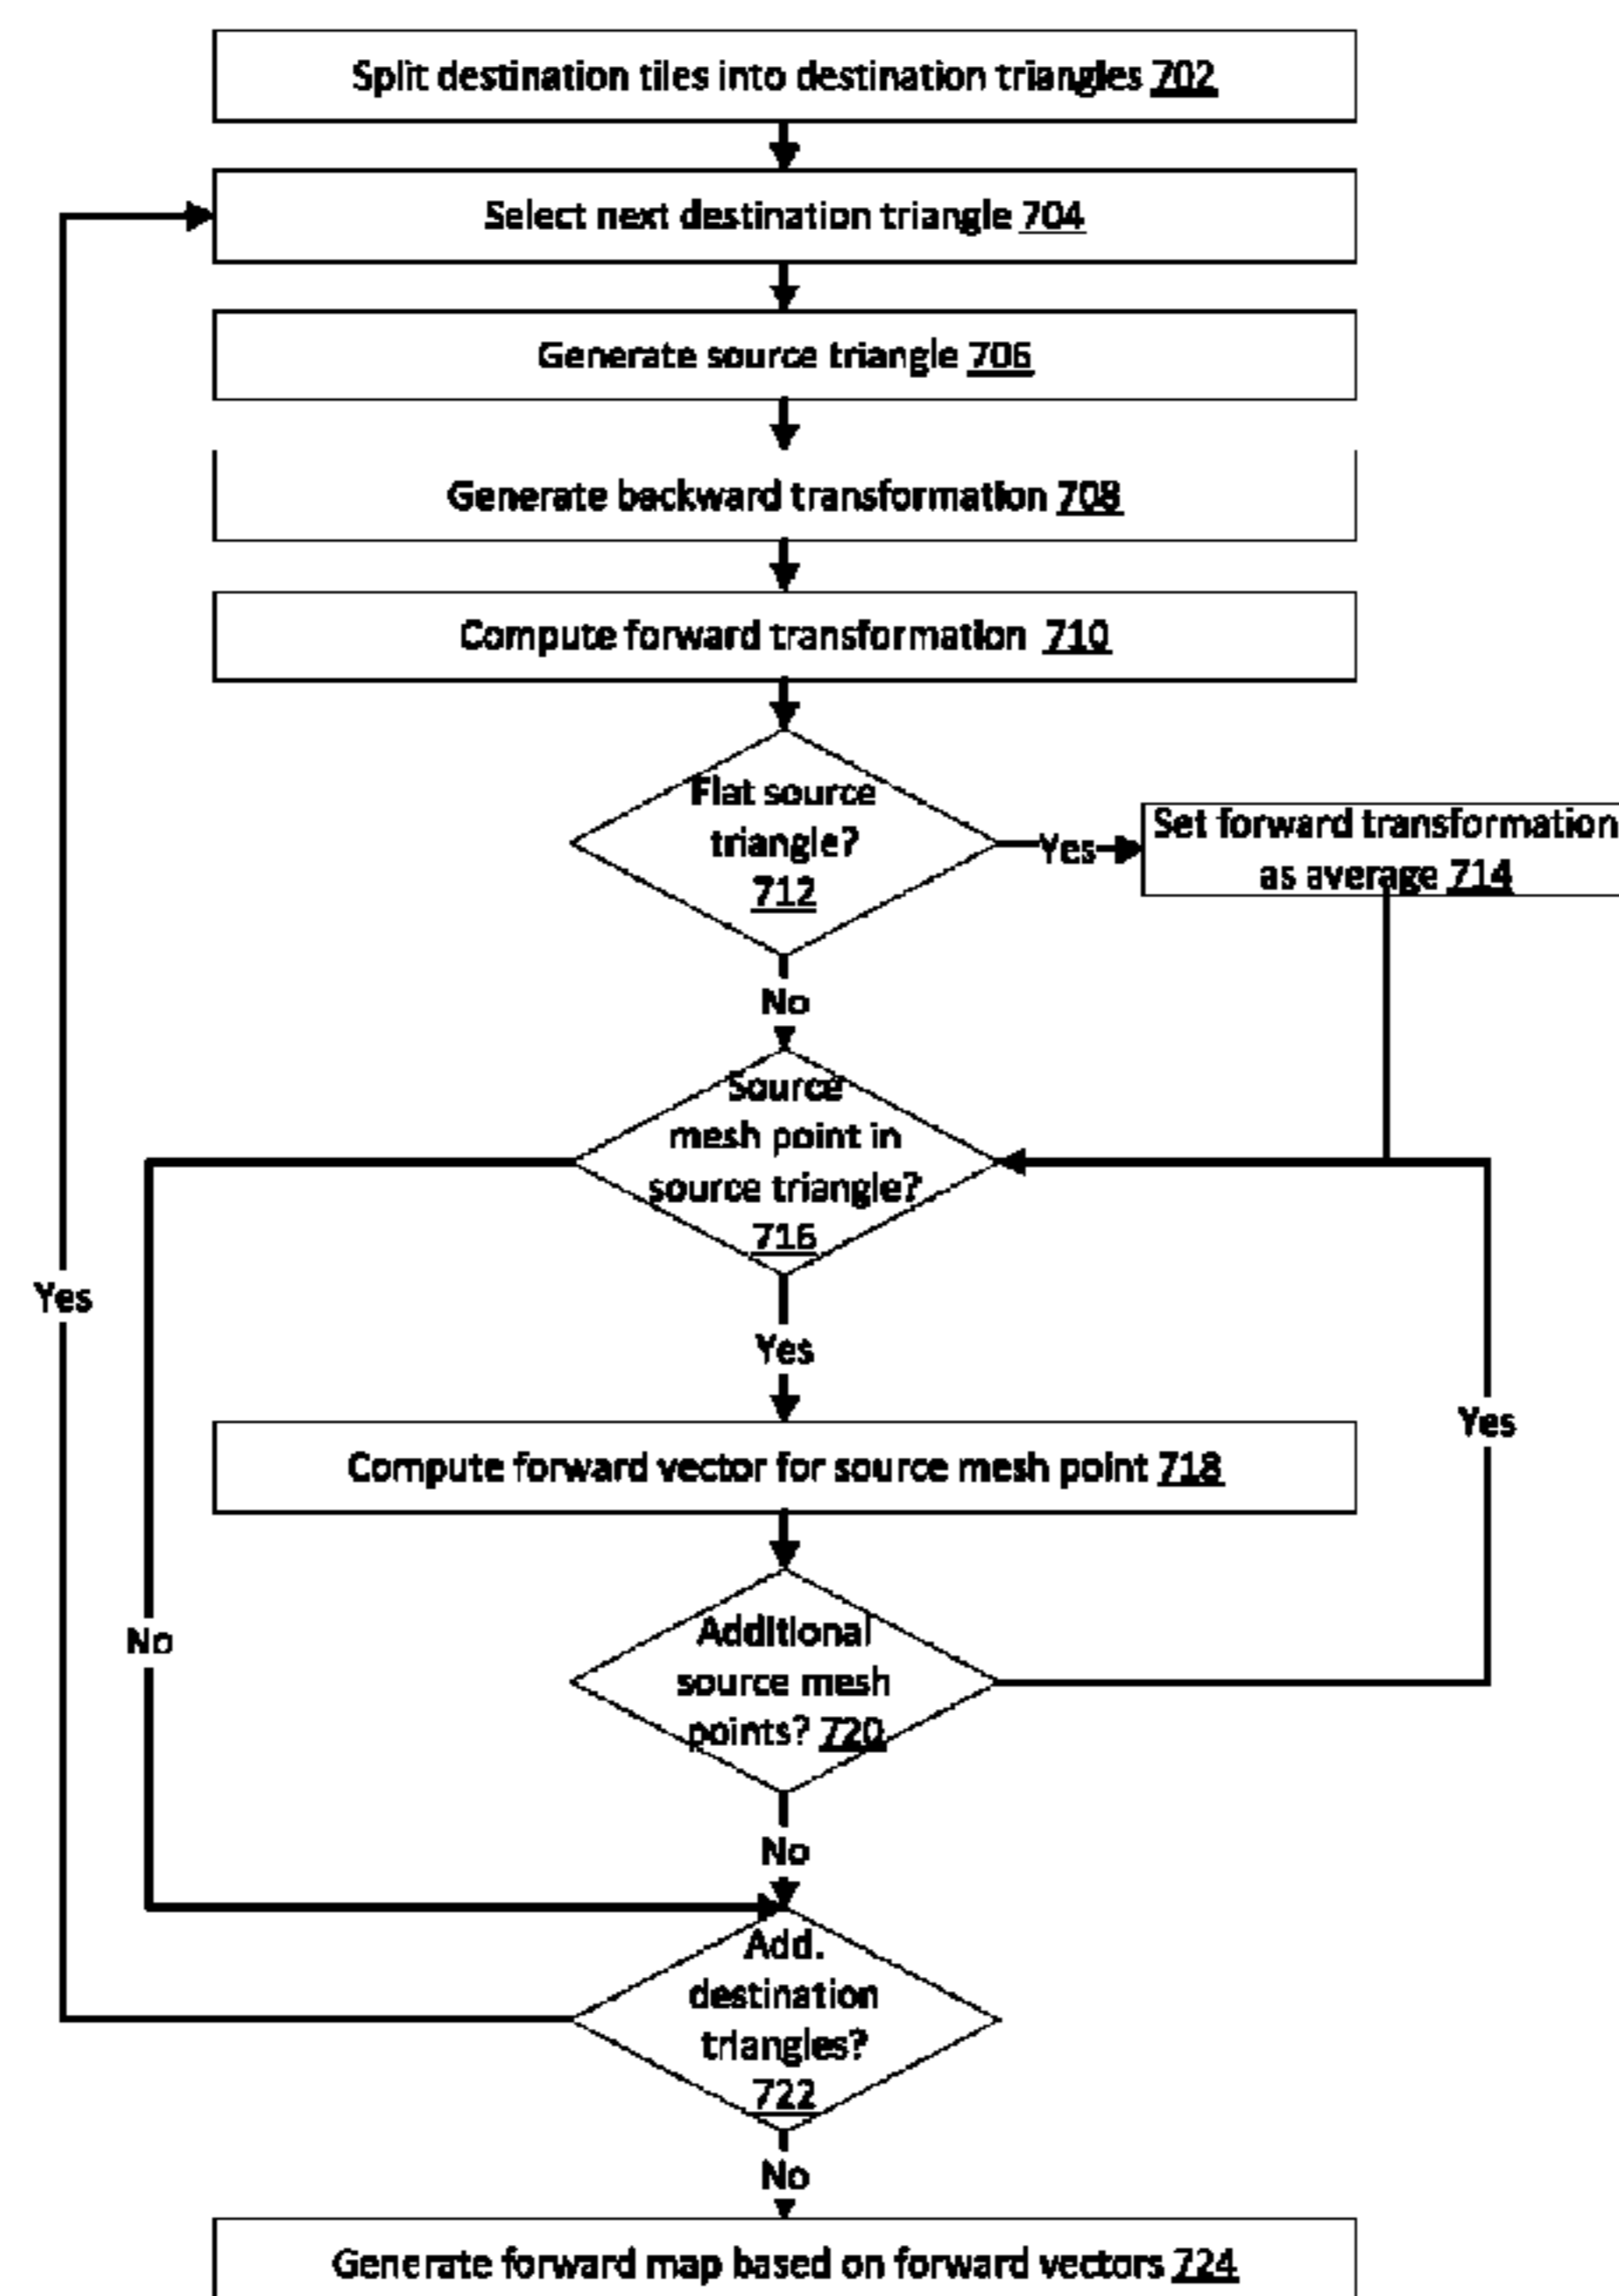 Split destination tiles into destination triangles 702
Select next destination triangle 704
Generate source triangle 706
Generate backward transformation 708
Compute forward transformation 710
Flat source
triangle?
712
Yes
Set forward transformation
as average 714
No
Source
mesh point in
source triangle?
716
Yes
Yes
Compute forward vector for source mesh point 718
Yes
No
Additional
source mesh
points? 720
No
Add.
destination
triangles?
722
No
Generate forward map based on forward vectors 724